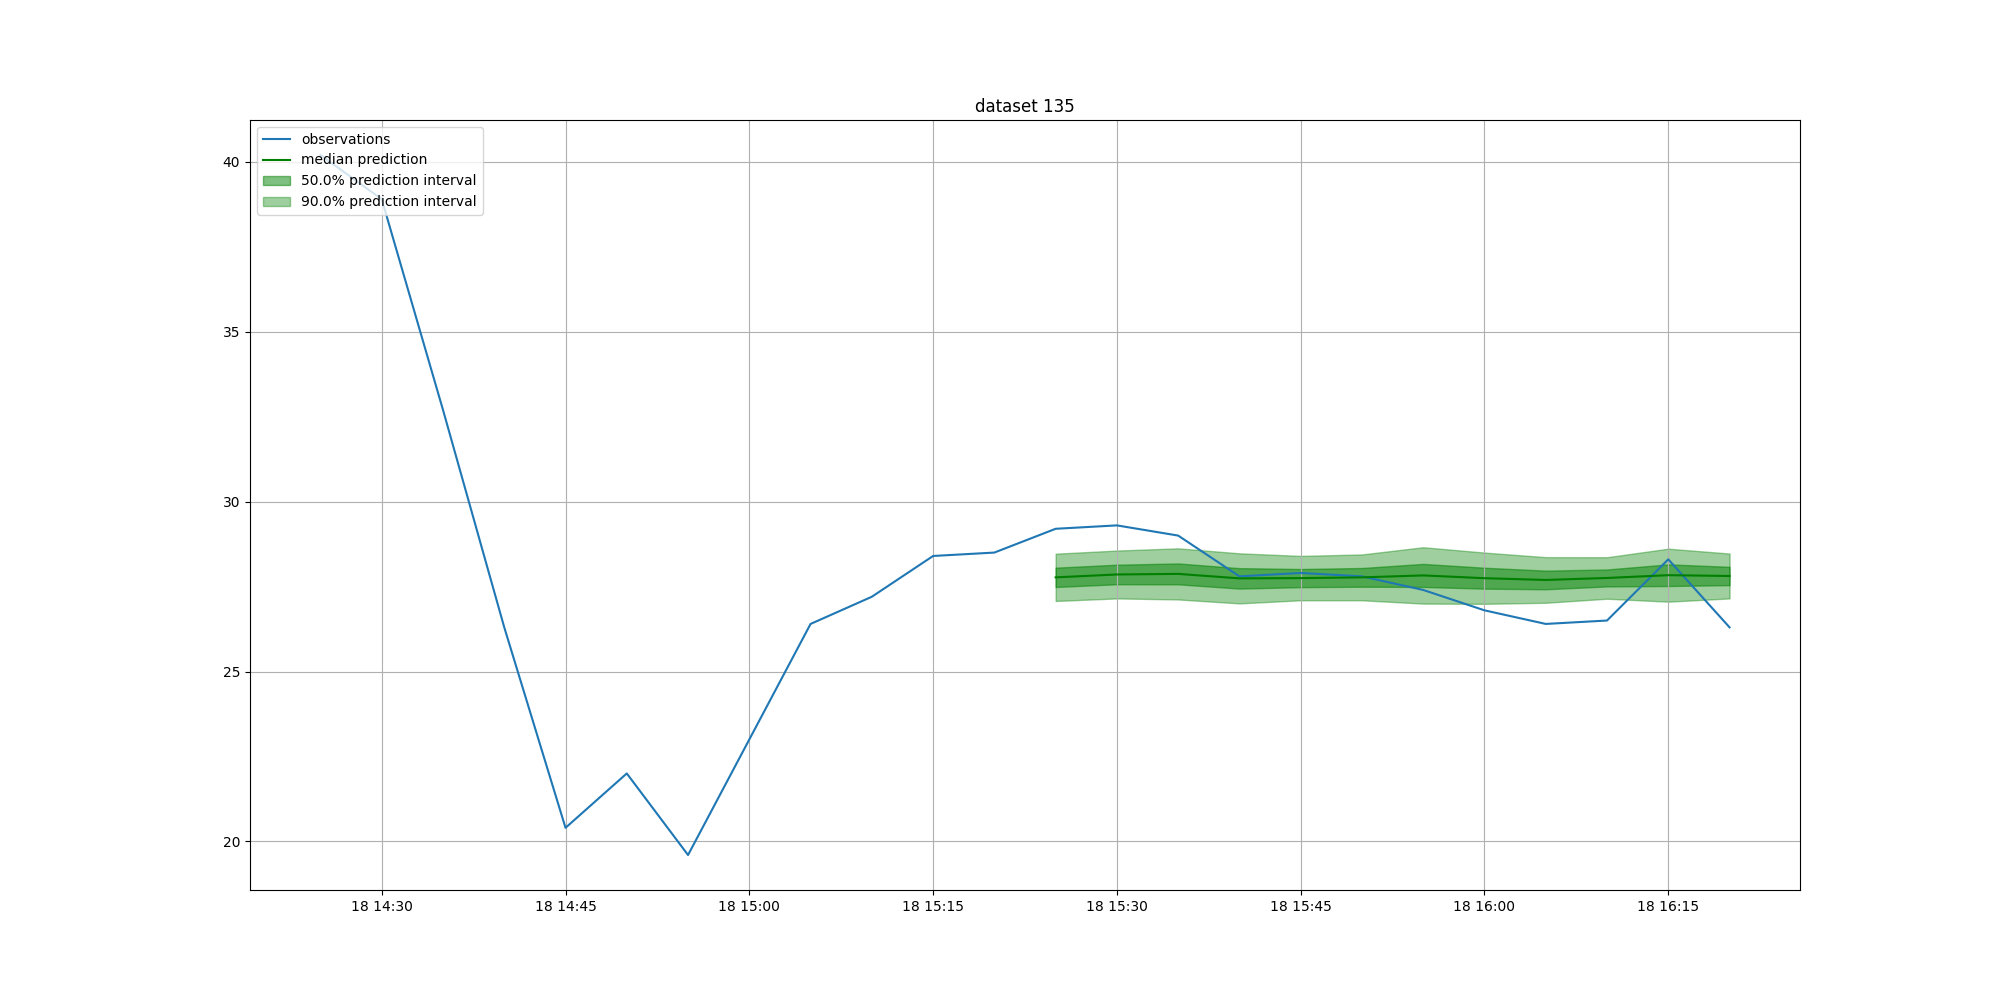 dataset 135
observations
median prediction
50.0% prediction interval
90.0% prediction interval
40
35
30
25
20
18 14:30
18 14:45
18 15:00
18 15:15
18 15:30
18 15:45
18 16:00
18 16:15